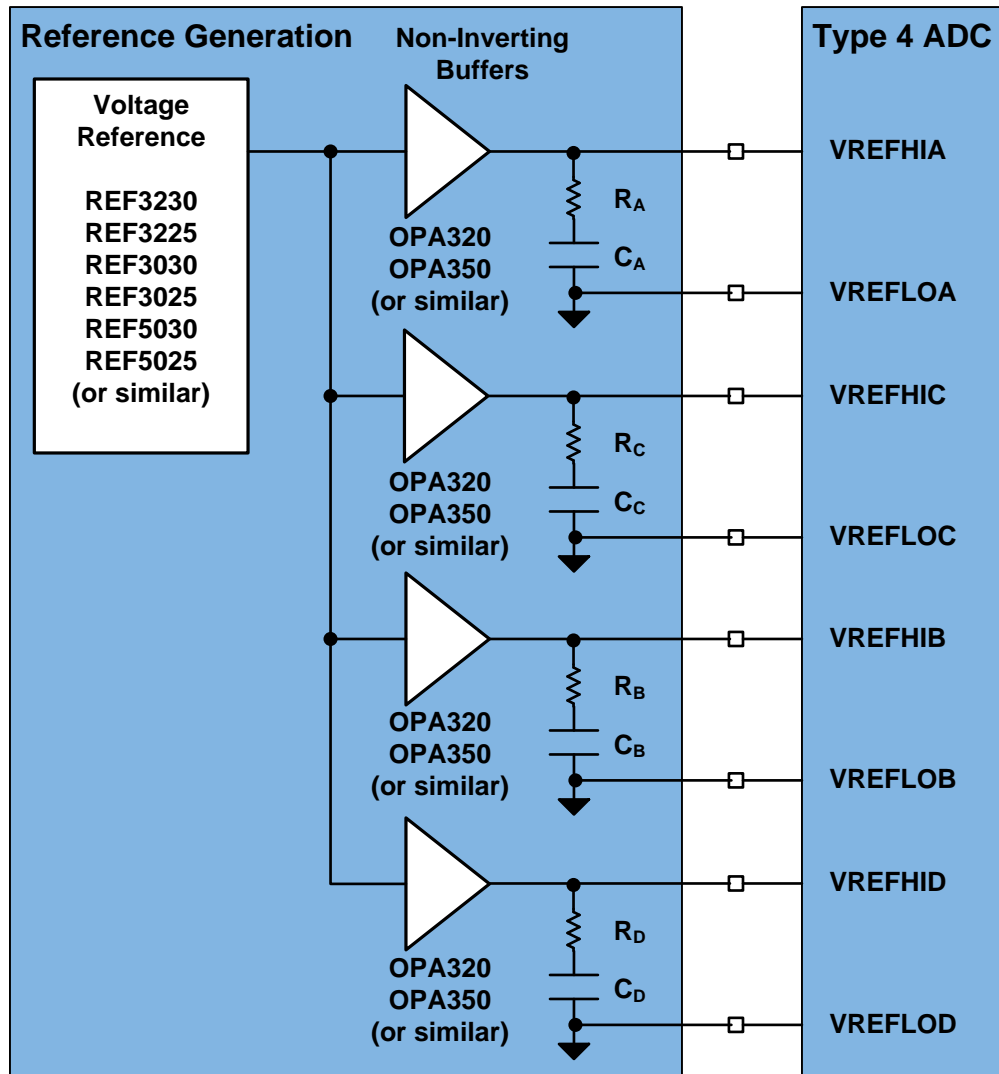 Reference Generation
Non-Inverting
Buffers
Type 4 ADC
Voltage
Reference
REF3230
REF3225
REF3030
REF3025
REF5030
REF5025
(or similar)
OPA320
OPA350
(or similar)
RA
CA
VREFHIA
VREFLOA
OPA320
OPA350
(or similar)
RC
CC
VREFHIC
VREFLOC
OPA320
OPA350
(or similar)
RB
CB
VREFHIB
VREFLOB
OPA320
OPA350
(or similar)
RD
CD
VREFHID
VREFLOD